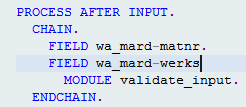 PROCESS AFTER INPUT.
CHAIN.
FIELD wa_mard-matnr.
FIELD wa_mard-werks
MODULE validate_input.
ENDCHAIN.